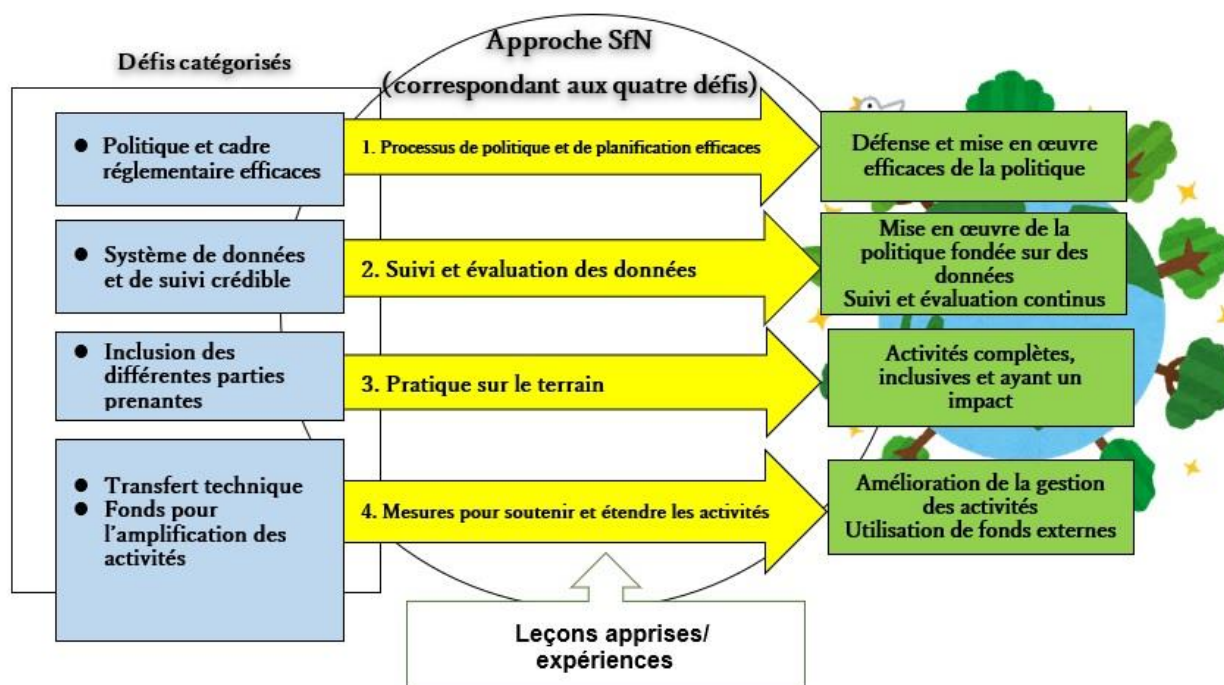 Approche SfN
(correspondant aux quatre défis)
Défis catégorisés
● Politique et cadre
réglementaire efficaces
1. Processus de politique et de planification efficaces
Défense et mise en œuvre
efficaces de la politique
● Système de données
et de suivi crédible
2. Suivi et évaluation des données
Mise en œuvre de la
politique fondée sur des
données
Suivi et évaluation continus
● Inclusion des
différentes parties
prenantes
3. Pratique sur le terrain
Activités complètes,
inclusives et ayant un
impact
● Transfert technique
● Fonds pour
l'amplification des
activités
4. Mesures pour soutenir et étendre les activités
Amélioration de la gestion
des activités
Utilisation de fonds externes
Leçons apprises/
expériences